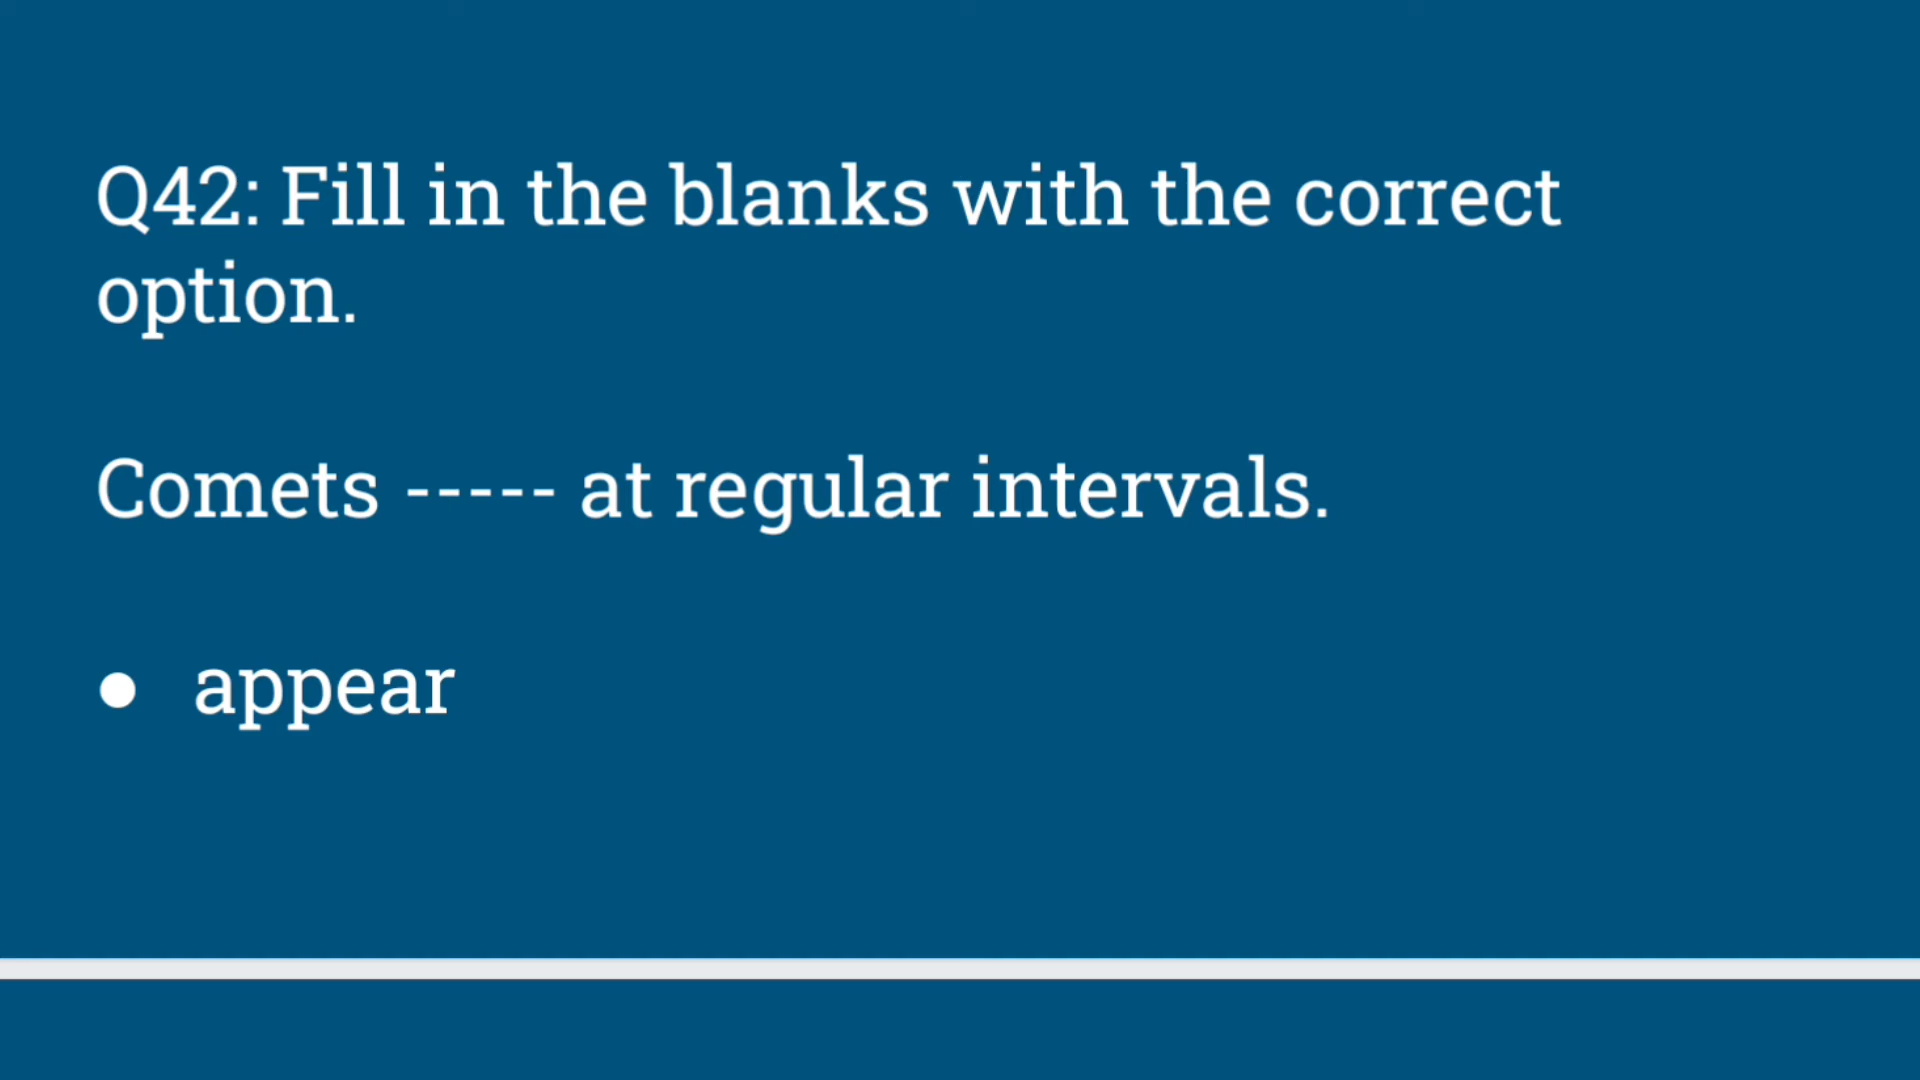 Q42: Fill in the blanks with the correct
option.
Comets ----- at regular intervals.
● appear